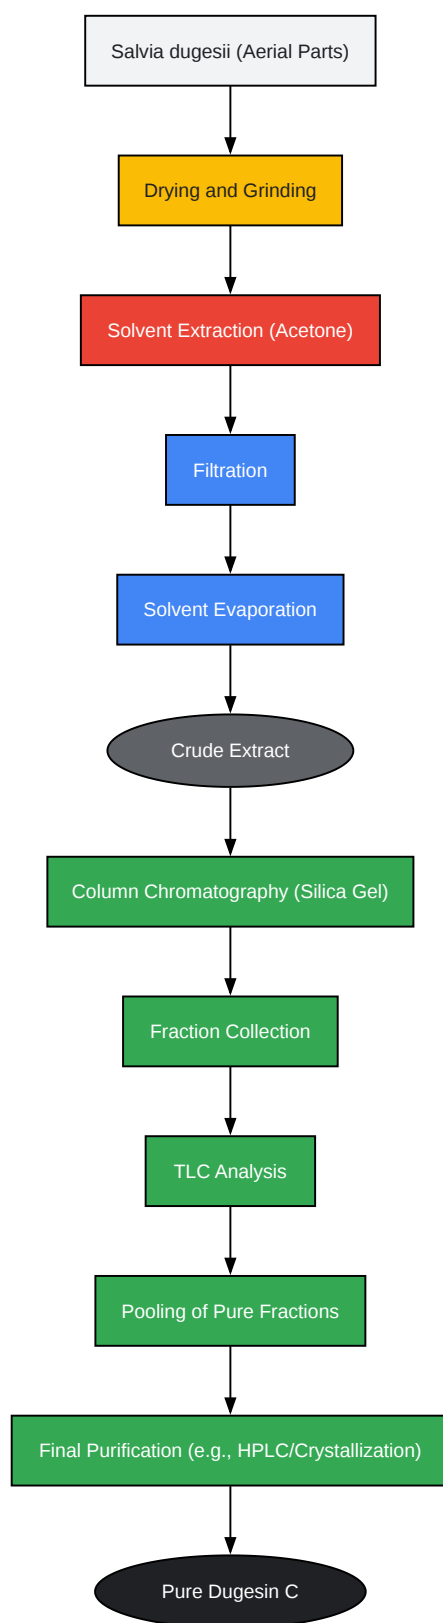 Salvia dugesii (Aerial Parts)
Drying and Grinding
Solvent Extraction (Acetone)
Filtration
Solvent Evaporation
Crude Extract
Column Chromatography (Silica Gel)
Fraction Collection
TLC Analysis
Pooling of Pure Fractions
Final Purification (e.g., HPLC/Crystallization)
Pure Dugesin C